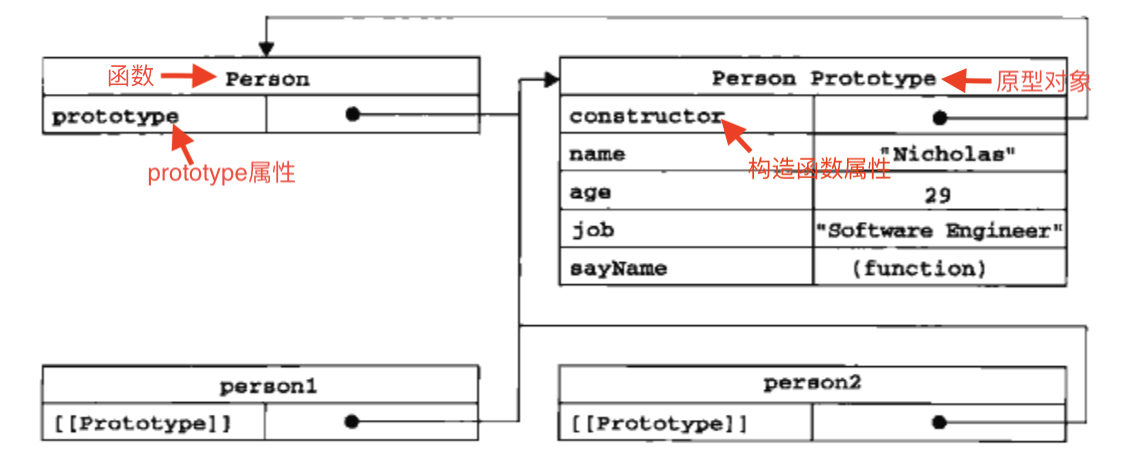 函数 Person
prototype
prototype属性
Person Prototype 原型对象
constructor
构造函数属性
name "Nicholas"
age 29
job "Software Engineer"
sayName (function)
person1
[[Prototype]]
person2
[[Prototype]]